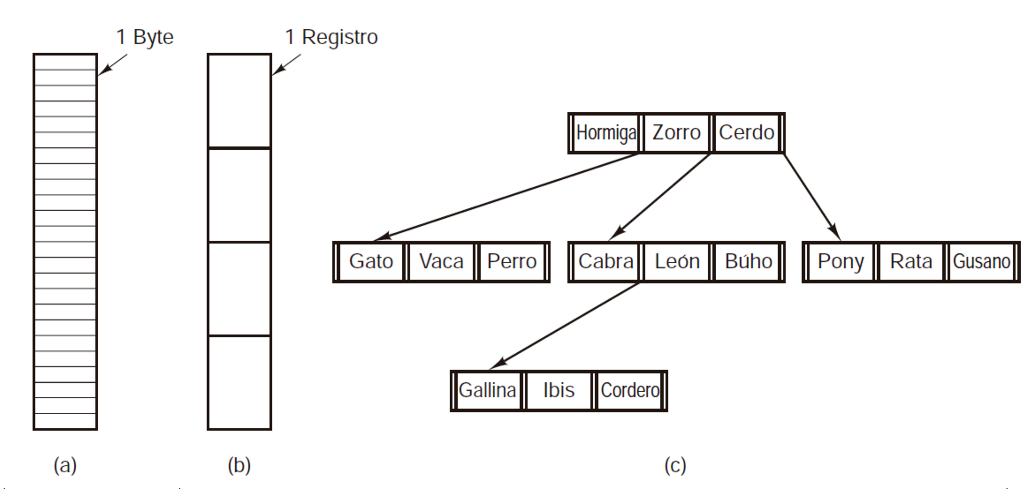 1 Byte
1 Registro
Hormiga Zorro Cerdo
Gato Vaca Perro
Cabra León Búho
Pony Rata Gusano
Gallina Ibis Cordero
(a)
(b)
(c)